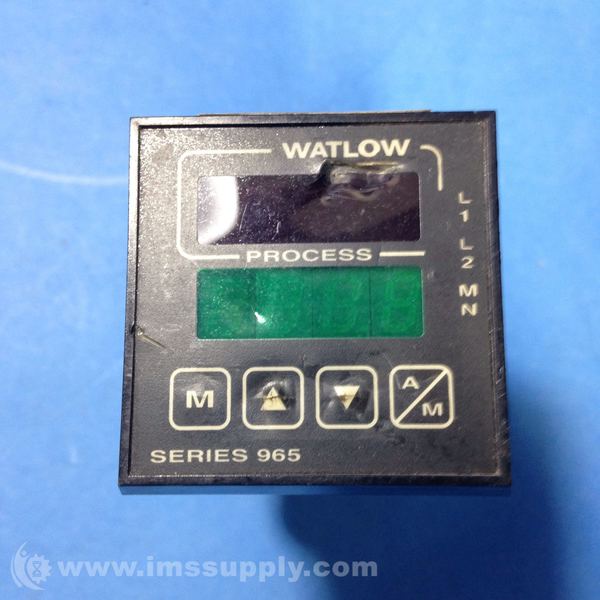 WATLOW
PROCESS
L1
L2
MN
M
A/M
SERIES 965
www.imssupply.com